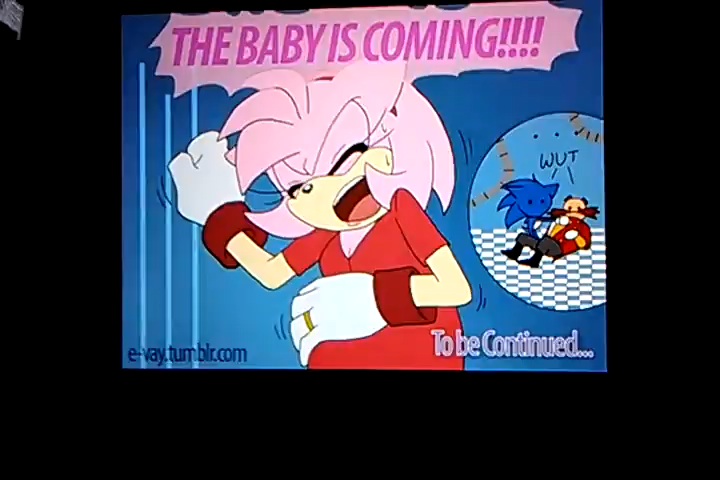 THE BABY IS COMING!!!!
WUT
To be Continued...
e-vay.tumblr.com